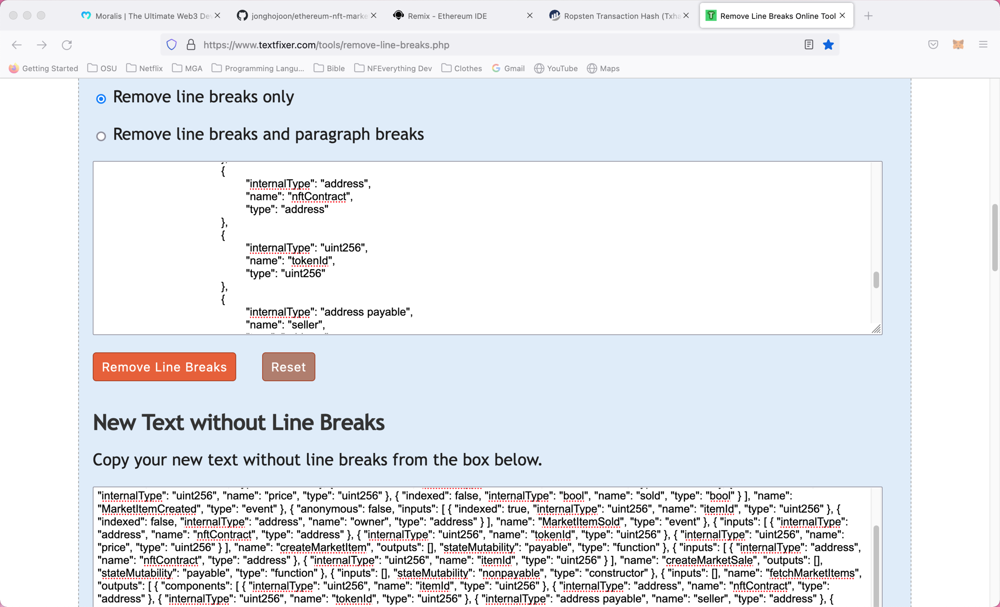 Moralis | The Ultimate Web3 De
jonghojoon/ethereum-nft-marke
Remix - Ethereum IDE
Ropsten Transaction Hash (Txha
Remove Line Breaks Online Tool
https://www.textfixer.com/tools/remove-line-breaks.php
Getting Started
OSU
Netflix
MGA
Programming Langu...
Bible
NFEverything Dev
Clothes
Gmail
YouTube
Maps
Remove line breaks only
Remove line breaks and paragraph breaks
{
"internalType": "address",
"name": "nftContract",
"type": "address"
},
{
"internalType": "uint256",
"name": "tokenId",
"type": "uint256"
},
{
"internalType": "address payable",
"name": "seller",
Remove Line Breaks
Reset
New Text without Line Breaks
Copy your new text without line breaks from the box below.
"internalType": "uint256", "name": "price", "type": "uint256" }, { "indexed": false, "internalType": "bool", "name": "sold", "type": "bool" } ], "name":
"MarketItemCreated", "type": "event" }, { "anonymous": false, "inputs": [ { "indexed": true, "internalType": "uint256", "name": "itemId", "type": "uint256" }, {
"indexed": false, "internalType": "address", "name": "owner", "type": "address" } ], "name": "MarketItemSold", "type": "event" }, { "inputs": [ { "internalType":
"address", "name": "nftContract", "type": "address" }, { "internalType": "uint256", "name": "tokenId", "type": "uint256" }, { "internalType": "uint256", "name":
"price", "type": "uint256" } ], "name": "createMarketItem", "outputs": [], "stateMutability": "payable", "type": "function" }, { "inputs": [ { "internalType": "address",
"name": "nftContract", "type": "address" }, { "internalType": "uint256", "name": "itemId", "type": "uint256" } ], "name": "createMarketSale", "outputs": [],
"stateMutability": "payable", "type": "function" }, { "inputs": [], "stateMutability": "nonpayable", "type": "constructor" }, { "inputs": [], "name": "fetchMarketItems",
"outputs": [ { "components": [ { "internalType": "uint256", "name": "itemId", "type": "uint256" }, { "internalType": "address", "name": "nftContract", "type":
"address" }, { "internalType": "uint256", "name": "tokenId", "type": "uint256" }, { "internalType": "address payable", "name": "seller", "type": "address" }, {